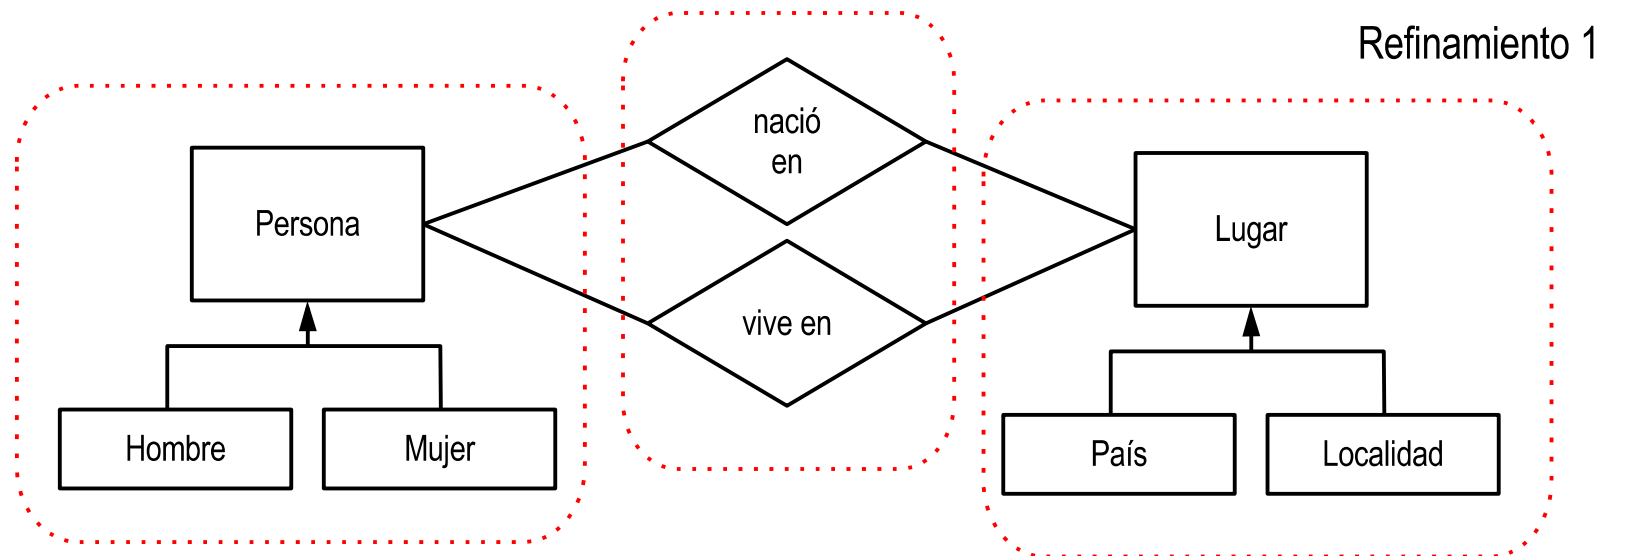 Refinamiento 1
nació
en
Persona
Lugar
vive en
Hombre
Mujer
País
Localidad